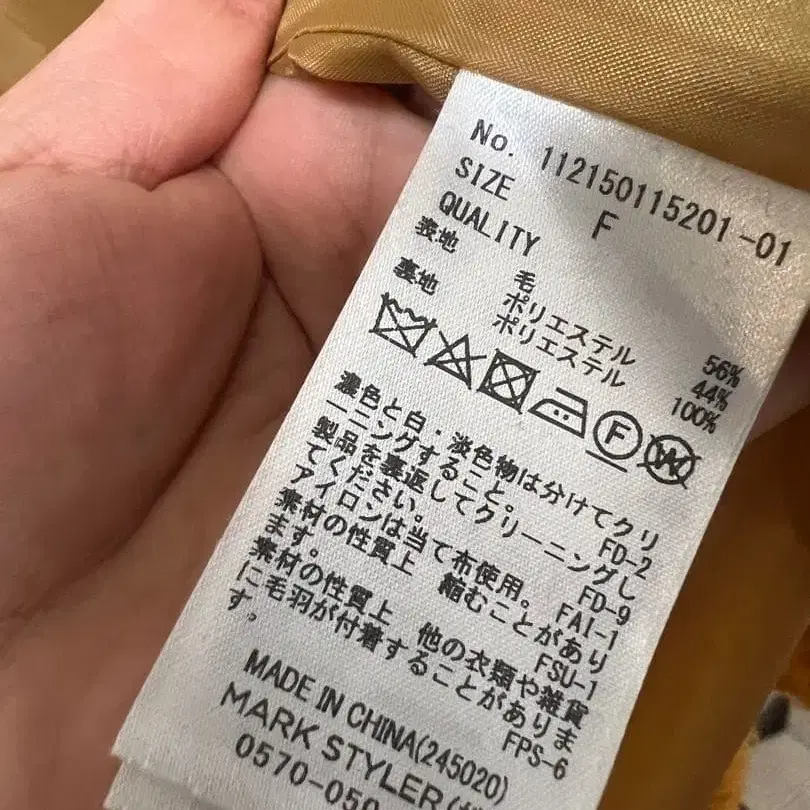 No. 112150115201-01
SIZE F
QUALITY
表地 毛 56%
ポリエステル 44%
裏地 ポリエステル 100%
F W
濃色と白・淡色物は分けてクリ
ーニングすること。 FD-2
製品を裏返してクリーニングし
てください。 FD-9
アイロンは当て布使用。 FAI-1
素材の性質上 縮むことがあり
ます。 FSU-1
素材の性質上 他の衣類や雑貨
に毛羽が付着することがありま
す。 FPS-6
MADE IN CHINA(245020)
MARK STYLER
0570-050